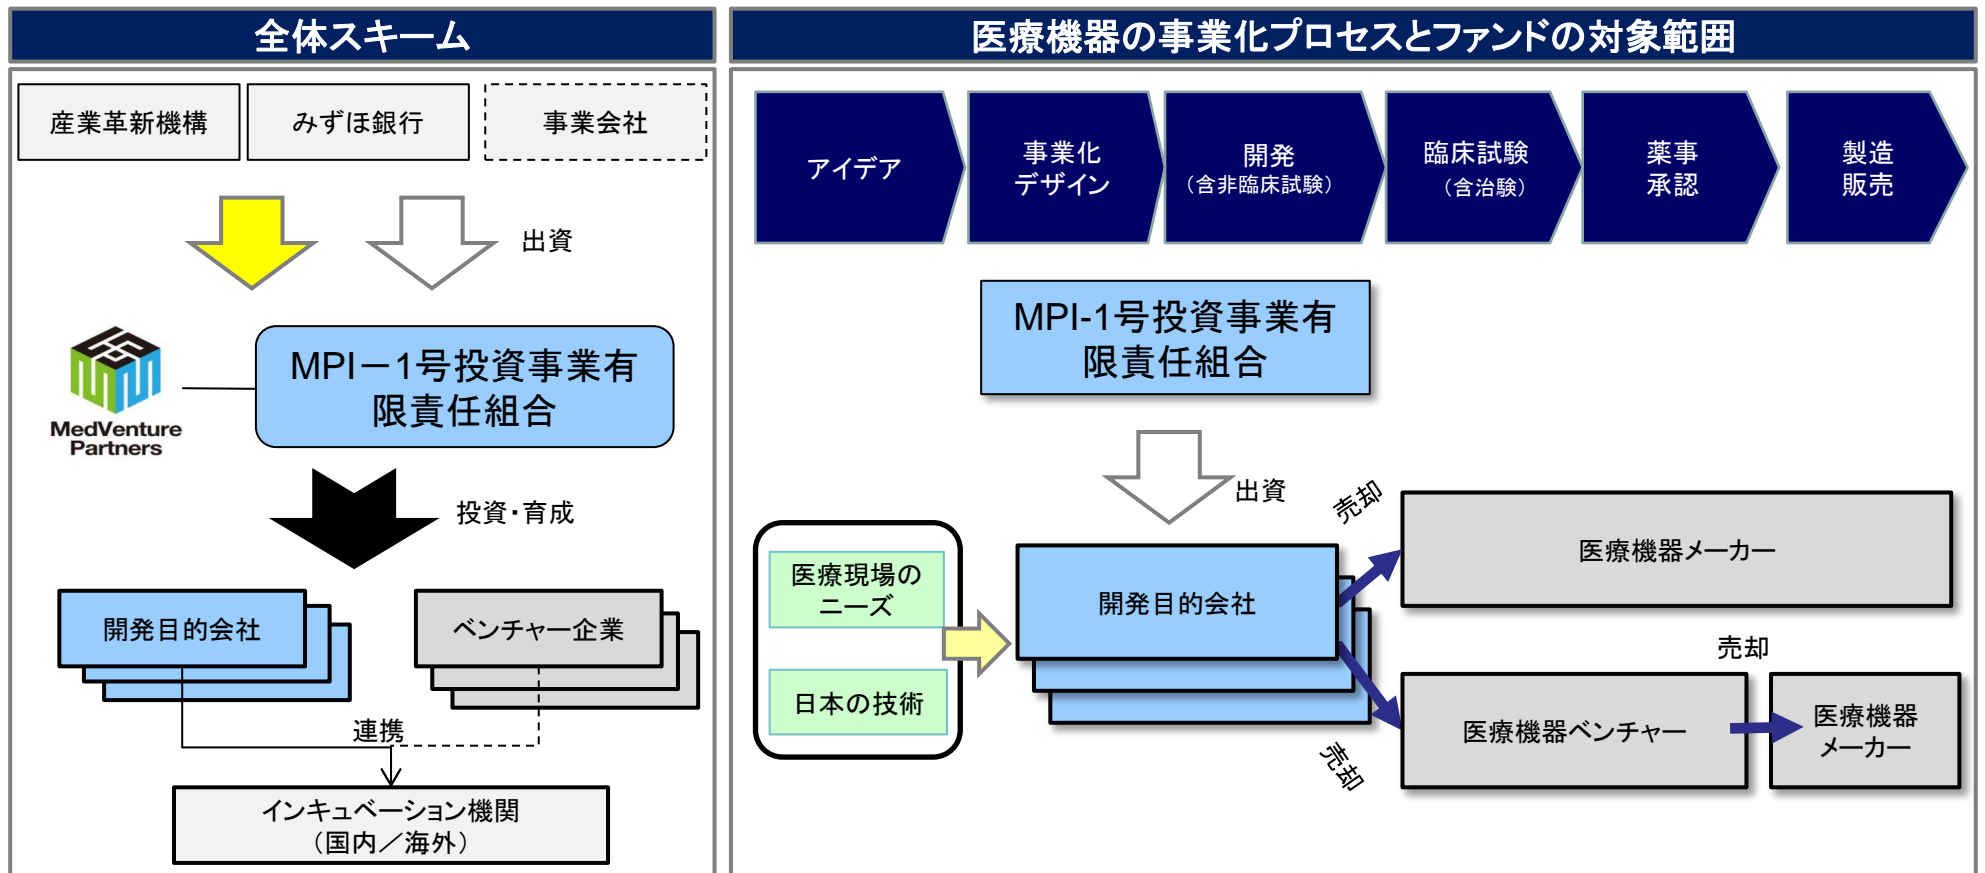 全体スキーム
産業革新機構
みずほ銀行
事業会社
出資
MedVenture
Partners
MPI－1号投資事業有
限責任組合
投資・育成
開発目的会社
ベンチャー企業
連携
インキュベーション機関
（国内／海外）
医療機器の事業化プロセスとファンドの対象範囲
アイデア
事業化
デザイン
開発
（含非臨床試験）
臨床試験
（含治験）
薬事
承認
製造
販売
MPI-1号投資事業有
限責任組合
出資
医療現場の
ニーズ
日本の技術
開発目的会社
売却
医療機器メーカー
売却
医療機器ベンチャー
売却
医療機器
メーカー